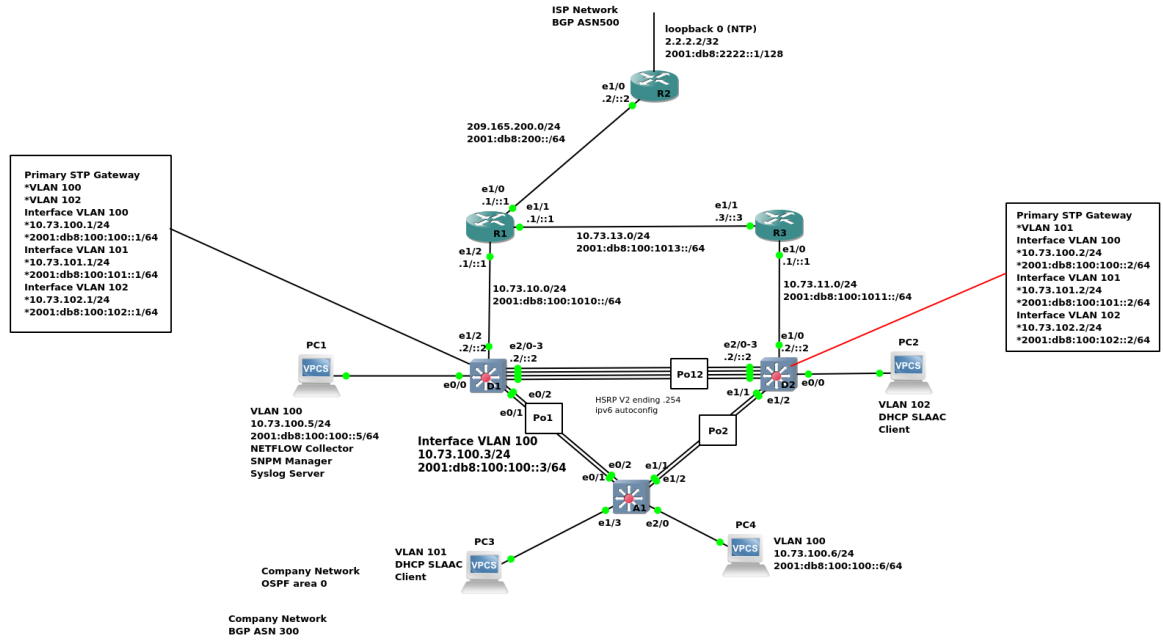 ISP Network
BGP ASN500
loopback 0 (NTP)
2.2.2.2/32
2001:db8:2222::1/128
e1/0
.2/::2
R2
209.165.200.0/24
2001:db8:200::/64
Primary STP Gateway
*VLAN 100
*VLAN 102
Interface VLAN 100
*10.73.100.1/24
*2001:db8:100:100::1/64
Interface VLAN 101
*10.73.101.1/24
*2001:db8:100:101::1/64
Interface VLAN 102
*10.73.102.1/24
*2001:db8:100:102::1/64
e1/0
.1/::1
R1
e1/1
.1/::1
e1/2
.1/::1
10.73.13.0/24
2001:db8:100:1013::/64
e1/1
.3/::3
R3
e1/0
.1/::1
Primary STP Gateway
*VLAN 101
Interface VLAN 100
*10.73.100.2/24
*2001:db8:100:100::2/64
Interface VLAN 101
*10.73.101.2/24
*2001:db8:100:101::2/64
Interface VLAN 102
*10.73.102.2/24
*2001:db8:100:102::2/64
10.73.10.0/24
2001:db8:100:1010::/64
10.73.11.0/24
2001:db8:100:1011::/64
e1/2
.2/::2
e2/0-3
.2/::2
e2/0-3
.2/::2
e1/0
.2/::2
PC1
VPCS
e0/0
D1
Po12
D2
e0/0
PC2
VPCS
VLAN 100
10.73.100.5/24
2001:db8:100:100::5/64
NETFLOW Collector
SNPM Manager
Syslog Server
e0/2
e0/1
Po1
HSRP V2 ending .254
ipv6 autoconfig
e1/1
e1/2
Po2
VLAN 102
DHCP SLAAC
Client
Interface VLAN 100
10.73.100.3/24
2001:db8:100:100::3/64
e0/2
e0/1
e1/1
e1/2
A1
e1/3
e2/0
PC3
VPCS
VLAN 101
DHCP SLAAC
Client
PC4
VPCS
VLAN 100
10.73.100.6/24
2001:db8:100:100::6/64
Company Network
OSPF area 0
Company Network
BGP ASN 300